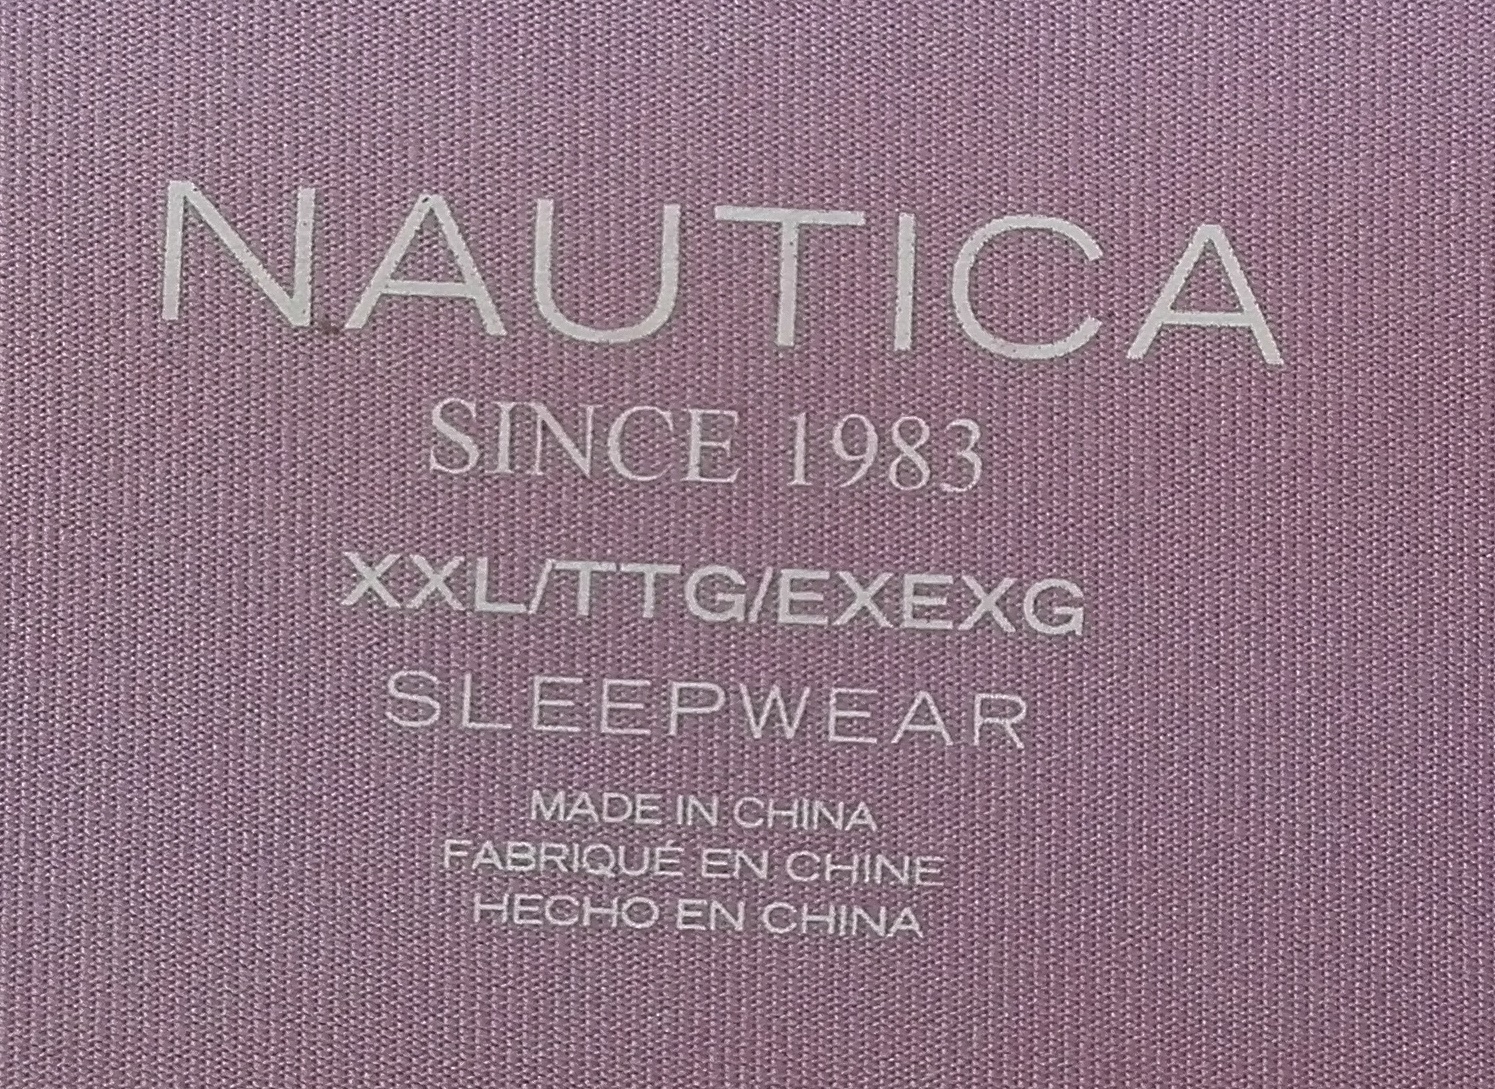 NAUTICA
SINCE 1983
XXL/TTG/EXEXG
SLEEPWEAR
MADE IN CHINA
FABRIQUÉ EN CHINE
HECHO EN CHINA